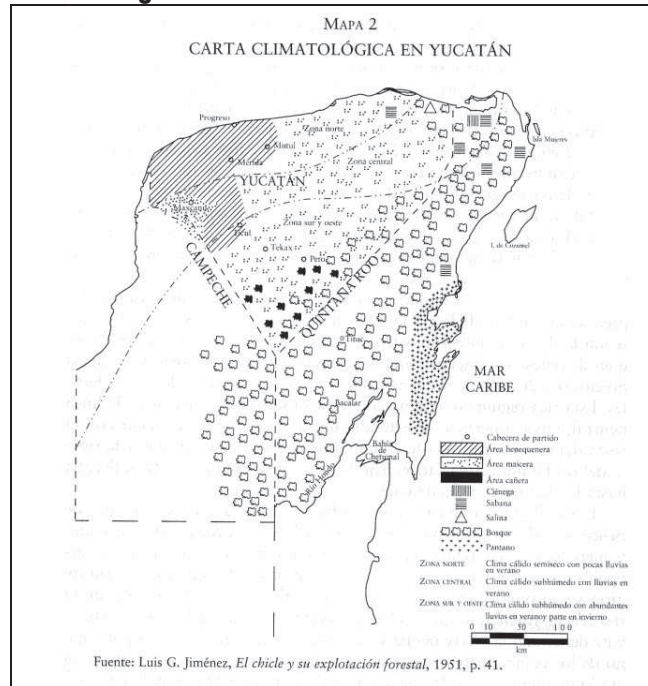 MAPA 2
CARTA CLIMATOLÓGICA EN YUCATÁN
Progreso
Zona norte
Motul
Isla Mujeres
Mérida
Zona central
YUCATÁN
Maxcanú
Ticul
Zona sur y oeste
I. de Cozumel
Tekax
Peto
CAMPECHE
QUINTANA ROO
MAR
CARIBE
Bacalar
Bahía
de
Chetumal
Río Hondo
Cabecera de partido
Área henequenera
Área maicera
Área cañera
Ciénega
Sabana
Salina
Bosque
Pantano
ZONA NORTE Clima cálido semiseco con pocas lluvias
en verano
ZONA CENTRAL Clima cálido subhúmedo con lluvias en
verano
ZONA SUR Y OESTE Clima cálido subhúmedo con abundantes
lluvias en veranoy parte en invierno
0 10 50 100
km
Fuente: Luis G. Jiménez, El chicle y su explotación forestal, 1951, p. 41.